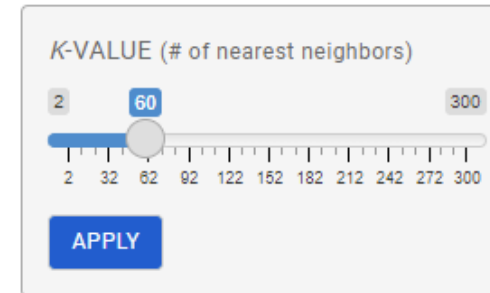 K-VALUE (# of nearest neighbors)
2 60 300
2 32 62 92 122 152 182 212 242 272 300
APPLY